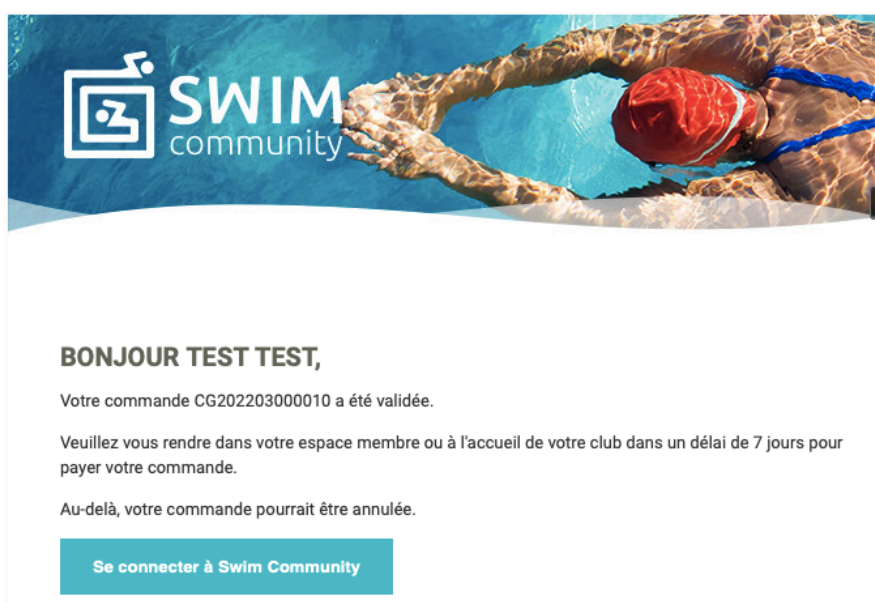 SWIM
community
BONJOUR TEST TEST,
Votre commande CG202203000010 a été validée.
Veuillez vous rendre dans votre espace membre ou à l'accueil de votre club dans un délai de 7 jours pour
payer votre commande.
Au-delà, votre commande pourrait être annulée.
Se connecter à Swim Community